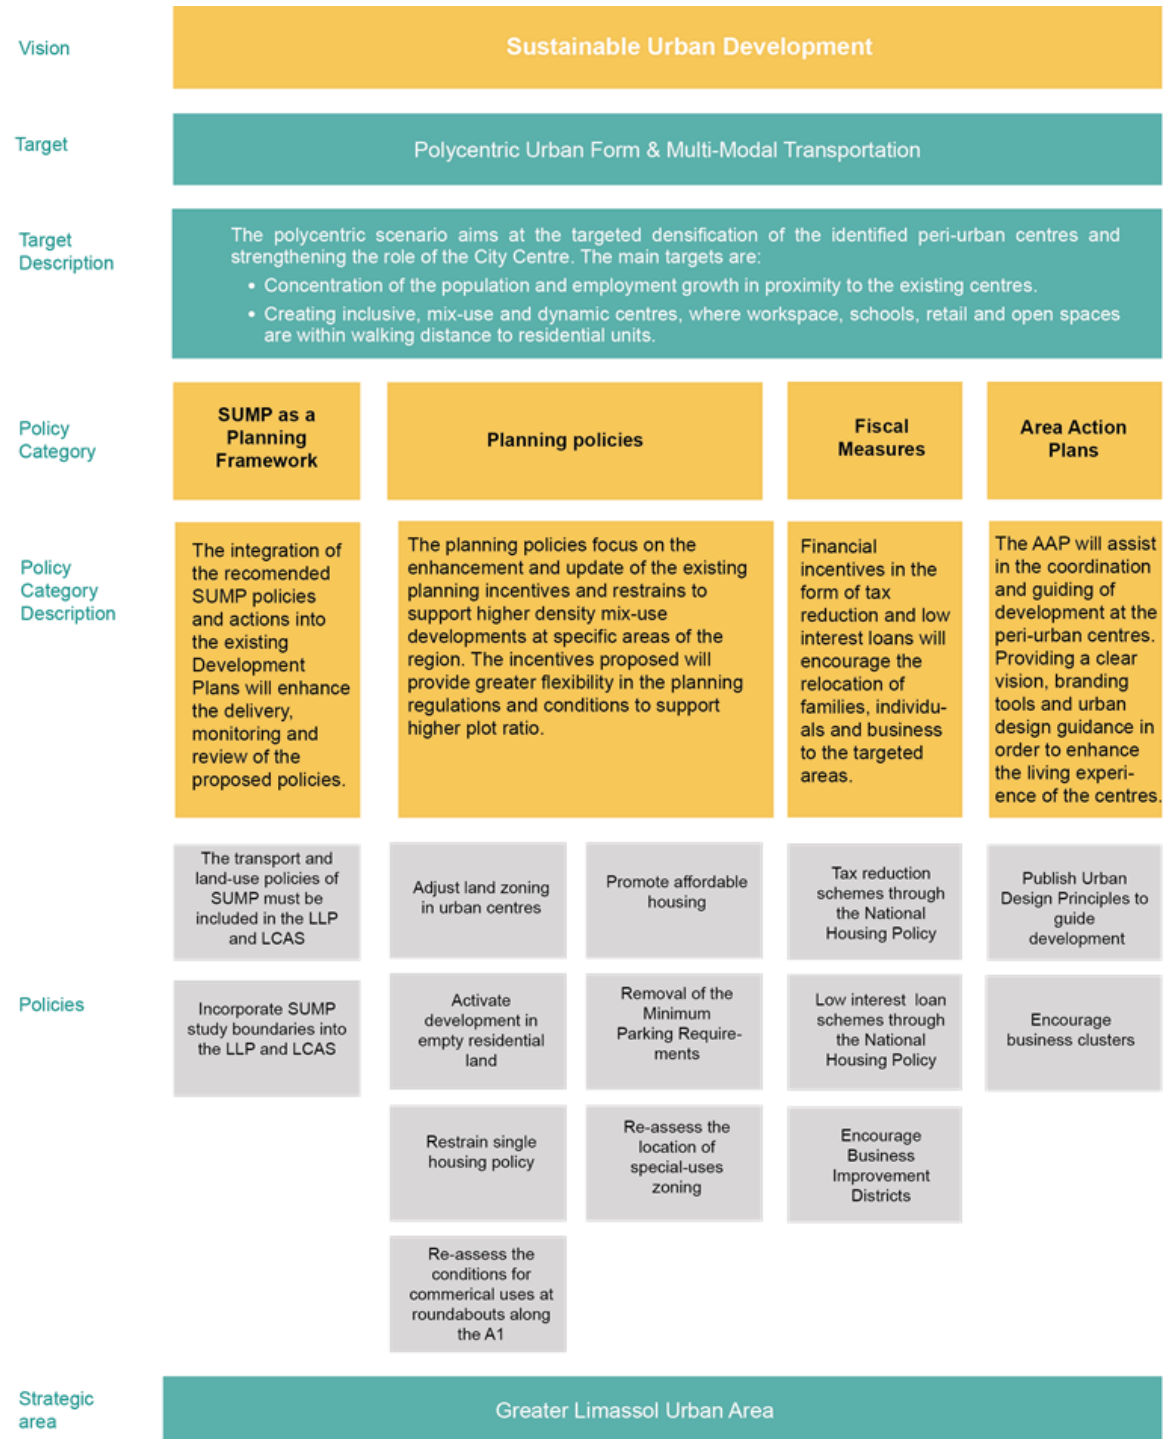 Vision
Sustainable Urban Development
Target
Polycentric Urban Form & Multi-Modal Transportation
Target
Description
The polycentric scenario aims at the targeted densification of the identified peri-urban centres and
strengthening the role of the City Centre. The main targets are:
• Concentration of the population and employment growth in proximity to the existing centres.
• Creating inclusive, mix-use and dynamic centres, where workspace, schools, retail and open spaces
are within walking distance to residential units.
Policy
Category
SUMP as a
Planning
Framework
Planning policies
Fiscal
Measures
Area Action
Plans
Policy
Category
Description
The integration of
the recomended
SUMP policies
and actions into
the existing
Development
Plans will enhance
the delivery,
monitoring and
review of the
proposed policies.
The planning policies focus on the
enhancement and update of the existing
planning incentives and restrains to
support higher density mix-use
developments at specific areas of the
region. The incentives proposed will
provide greater flexibility in the planning
regulations and conditions to support
higher plot ratio.
Financial
incentives in the
form of tax
reduction and low
interest loans will
encourage the
relocation of
families, individu-
als and business
to the targeted
areas.
The AAP will assist
in the coordination
and guiding of
development at the
peri-urban centres.
Providing a clear
vision, branding
tools and urban
design guidance in
order to enhance
the living experi-
ence of the centres.
Policies
The transport and
land-use policies of
SUMP must be
included in the LLP
and LCAS
Incorporate SUMP
study boundaries into
the LLP and LCAS
Adjust land zoning
in urban centres
Activate
development in
empty residential
land
Restrain single
housing policy
Re-assess the
conditions for
commerical uses at
roundabouts along
the A1
Promote affordable
housing
Removal of the
Minimum
Parking Require-
ments
Re-assess the
location of
special-uses
zoning
Tax reduction
schemes through
the National
Housing Policy
Low interest loan
schemes through
the National
Housing Policy
Encourage
Business
Improvement
Districts
Publish Urban
Design Principles to
guide
development
Encourage
business clusters
Strategic
area
Greater Limassol Urban Area